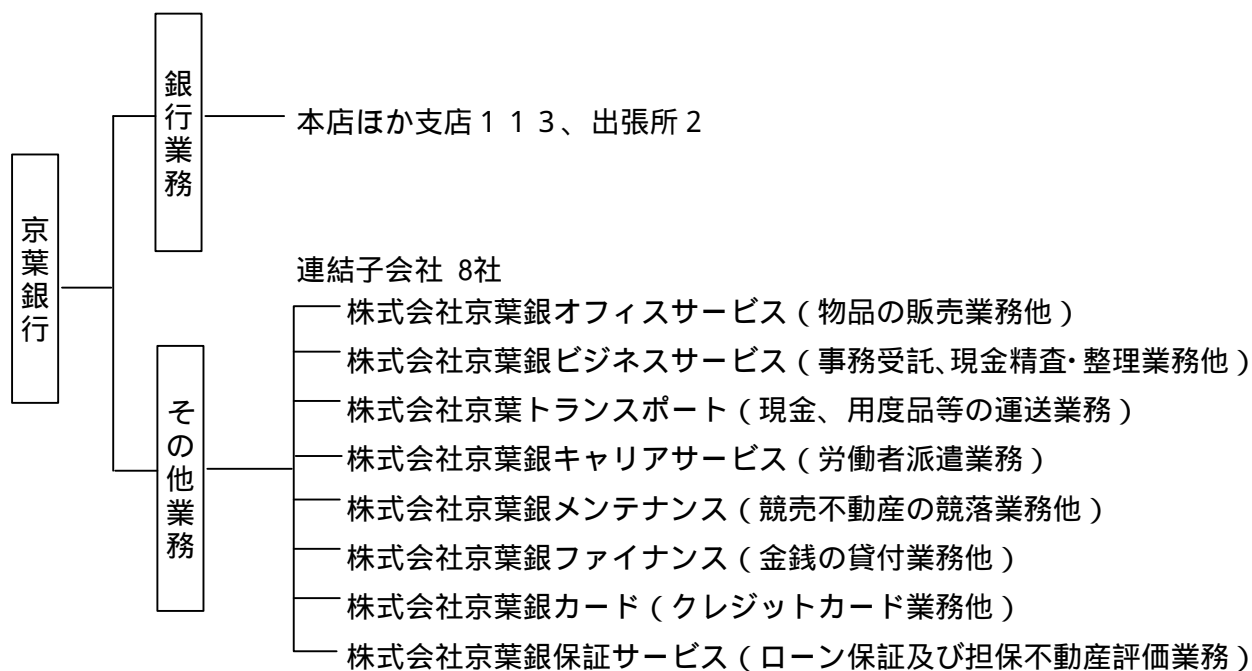 京葉銀行
銀行業務
本店ほか支店１１３、出張所２
その他業務
連結子会社 8社
株式会社京葉銀オフィスサービス（物品の販売業務他）
株式会社京葉銀ビジネスサービス（事務受託、現金精査・整理業務他）
株式会社京葉トランスポート（現金、用度品等の運送業務）
株式会社京葉銀キャリアサービス（労働者派遣業務）
株式会社京葉銀メンテナンス（競売不動産の競落業務他）
株式会社京葉銀ファイナンス（金銭の貸付業務他）
株式会社京葉銀カード（クレジットカード業務他）
株式会社京葉銀保証サービス（ローン保証及び担保不動産評価業務）